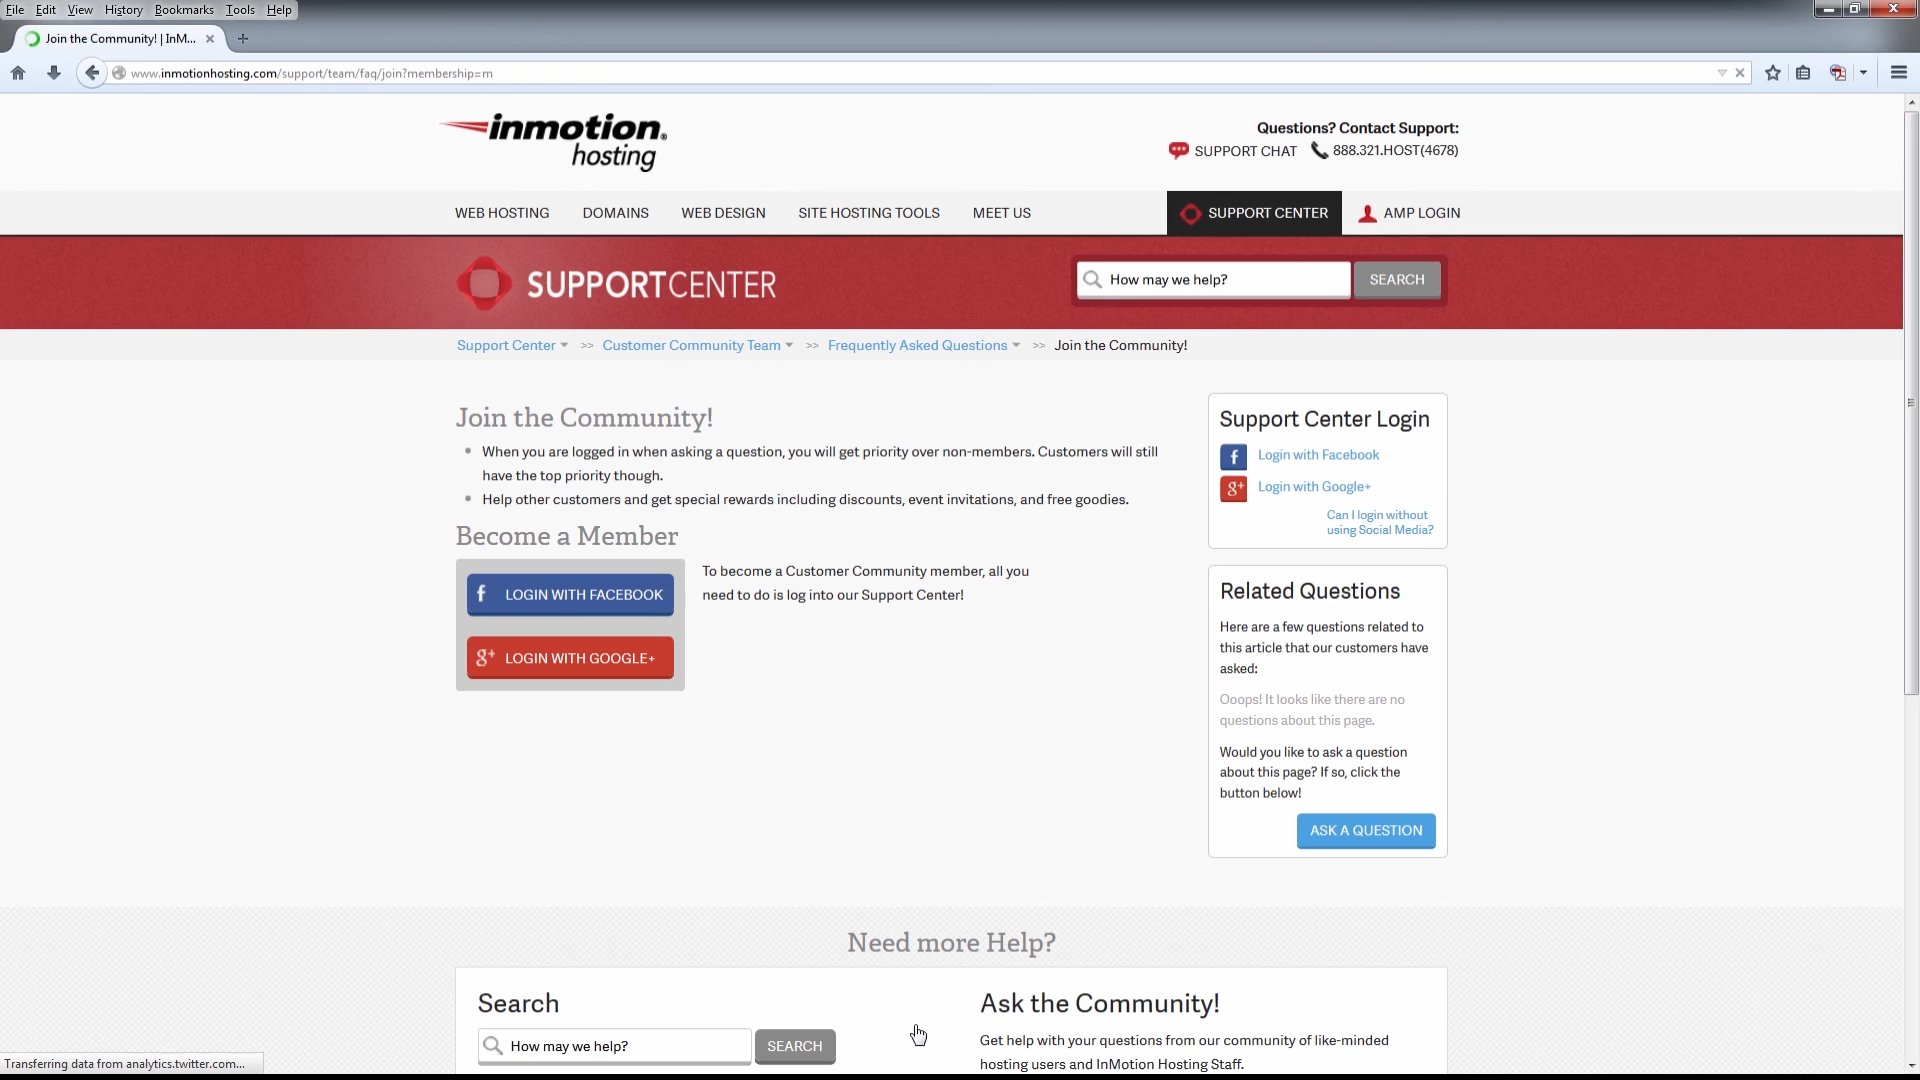 File Edit View History Bookmarks Tools Help
Join the Community! | InM...
www.inmotionhosting.com/support/team/faq/join?membership=m
inmotion®
hosting
Questions? Contact Support:
SUPPORT CHAT 888.321.HOST(4678)
WEB HOSTING DOMAINS WEB DESIGN SITE HOSTING TOOLS MEET US SUPPORT CENTER AMP LOGIN
SUPPORTCENTER
How may we help? SEARCH
Support Center >> Customer Community Team >> Frequently Asked Questions >> Join the Community!
Join the Community!
• When you are logged in when asking a question, you will get priority over non-members. Customers will still
have the top priority though.
• Help other customers and get special rewards including discounts, event invitations, and free goodies.
Become a Member
f LOGIN WITH FACEBOOK
g+ LOGIN WITH GOOGLE+
To become a Customer Community member, all you
need to do is log into our Support Center!
Support Center Login
f Login with Facebook
g+ Login with Google+
Can I login without
using Social Media?
Related Questions
Here are a few questions related to
this article that our customers have
asked:
Ooops! It looks like there are no
questions about this page.
Would you like to ask a question
about this page? If so, click the
button below!
ASK A QUESTION
Need more Help?
Search
How may we help? SEARCH
Ask the Community!
Get help with your questions from our community of like-minded
hosting users and InMotion Hosting Staff.
Transferring data from analytics.twitter.com...